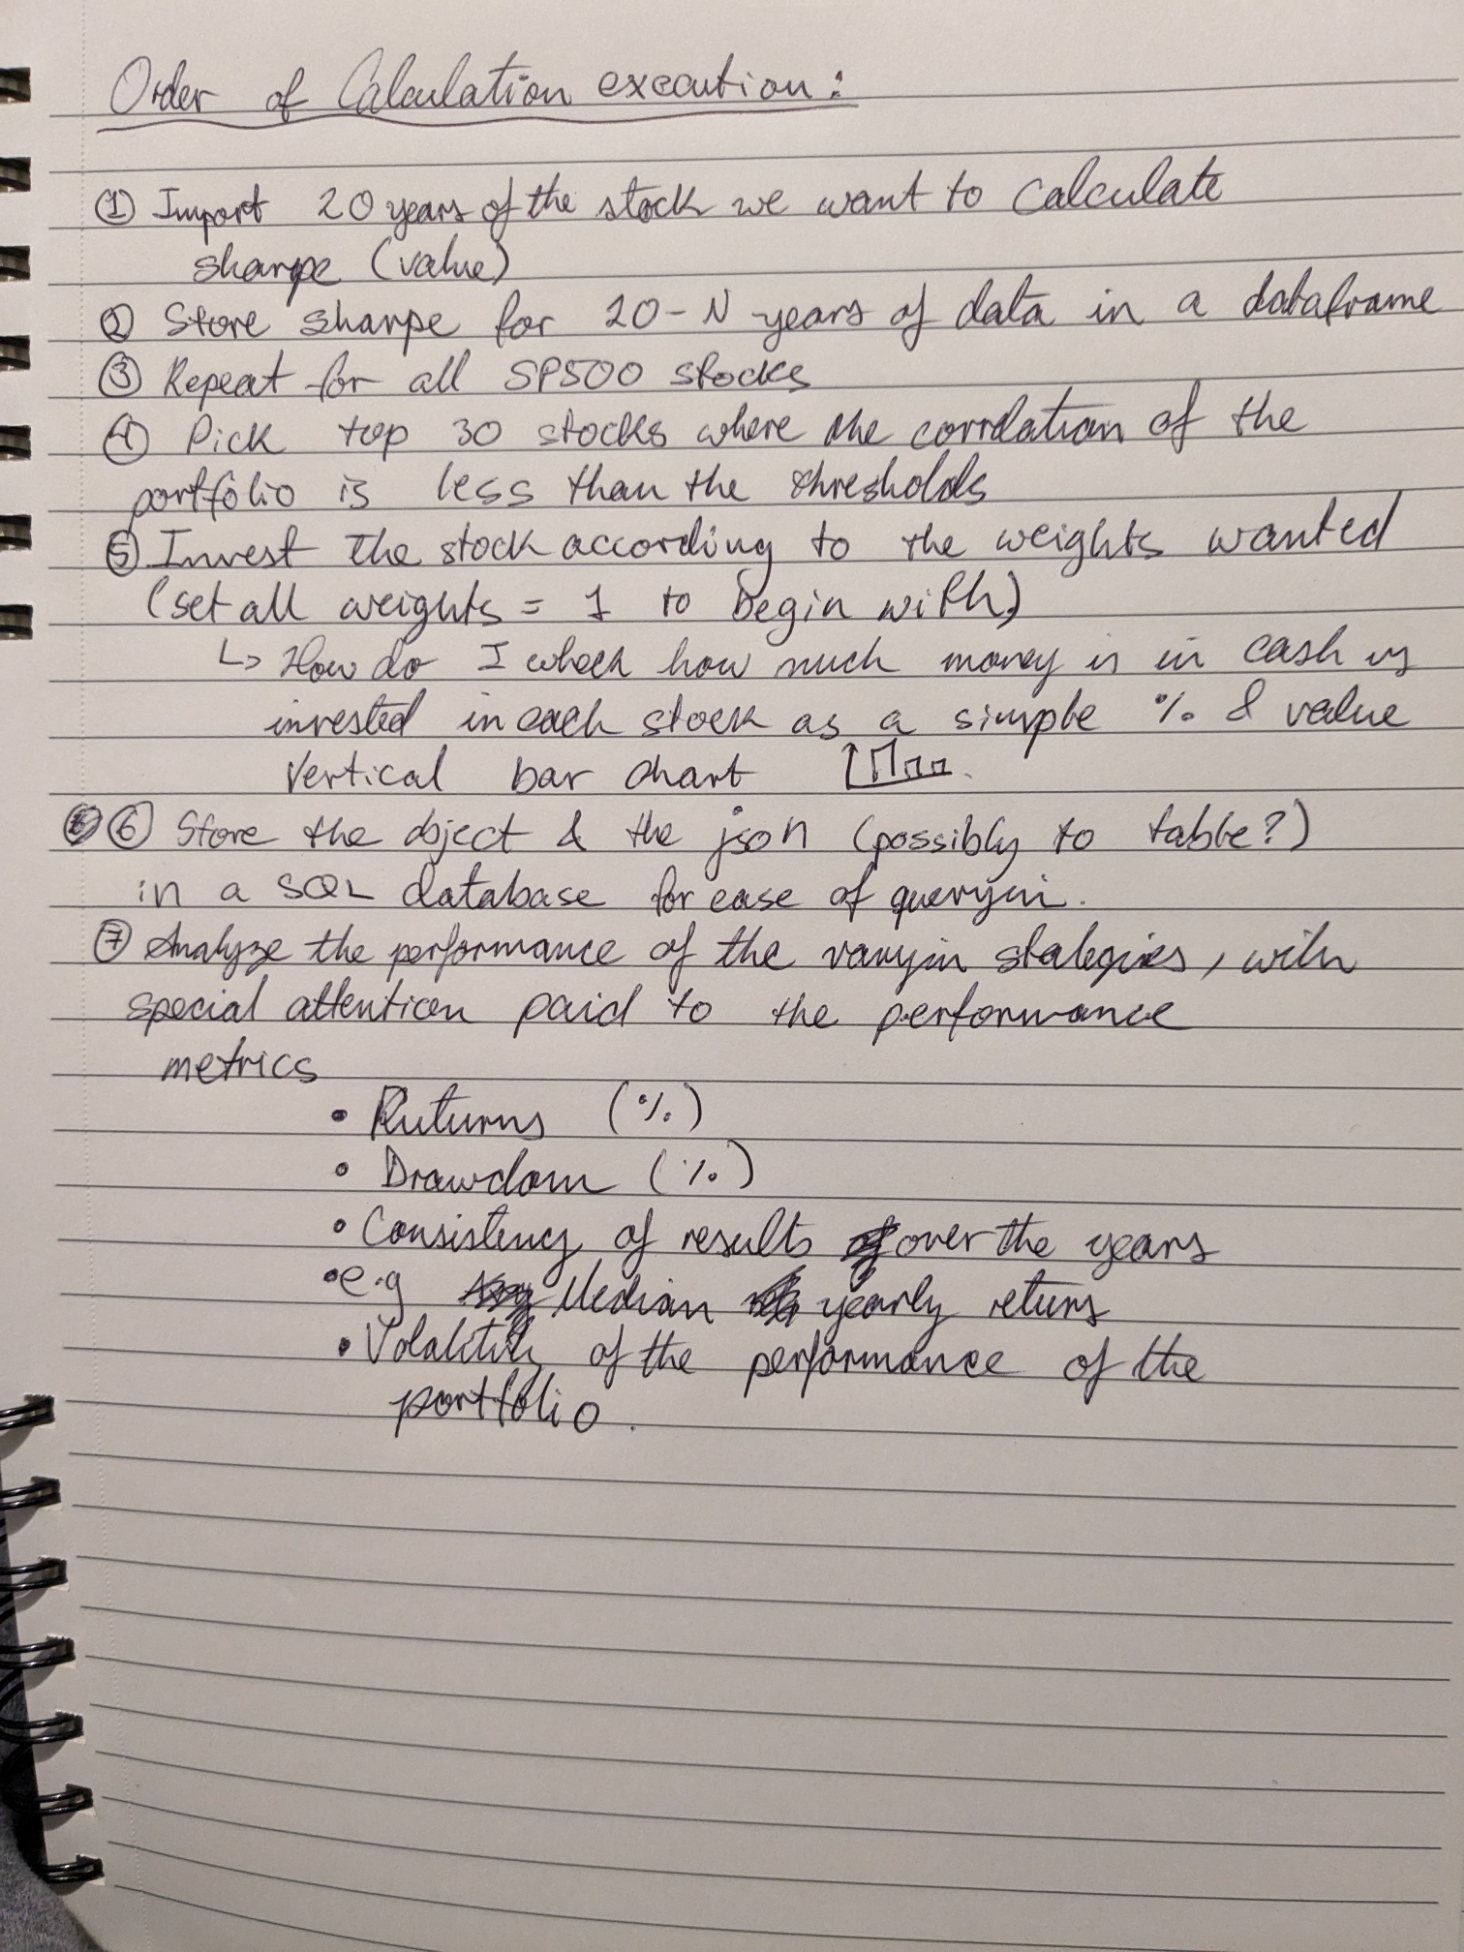 Order of Calculation execution:
① Import 20 years of the stock we want to calculate
sharpe (value)
② Store sharpe for 20-N years of data in a dataframe
③ Repeat for all SP500 stocks
④ Pick top 30 stocks where the correlation of the
portfolio is less than the thresholds
⑤ Invest the stock according to the weights wanted
(set all weights = 1 to begin with)
↳ How do I check how much money is in cash vs
invested in each stock as a simple % & value
Vertical bar chart
⑥ Store the object & the json (possibly to table?)
in a SQL database for ease of queryin.
⑦ Analyze the performance of the varyin stategies, with
special attention paid to the performance
metrics
• Returns (%)
• Drawdown (%)
• Consistency of results over the years
• e.g Median yearly returns
• Volatility of the performance of the
portfolio.